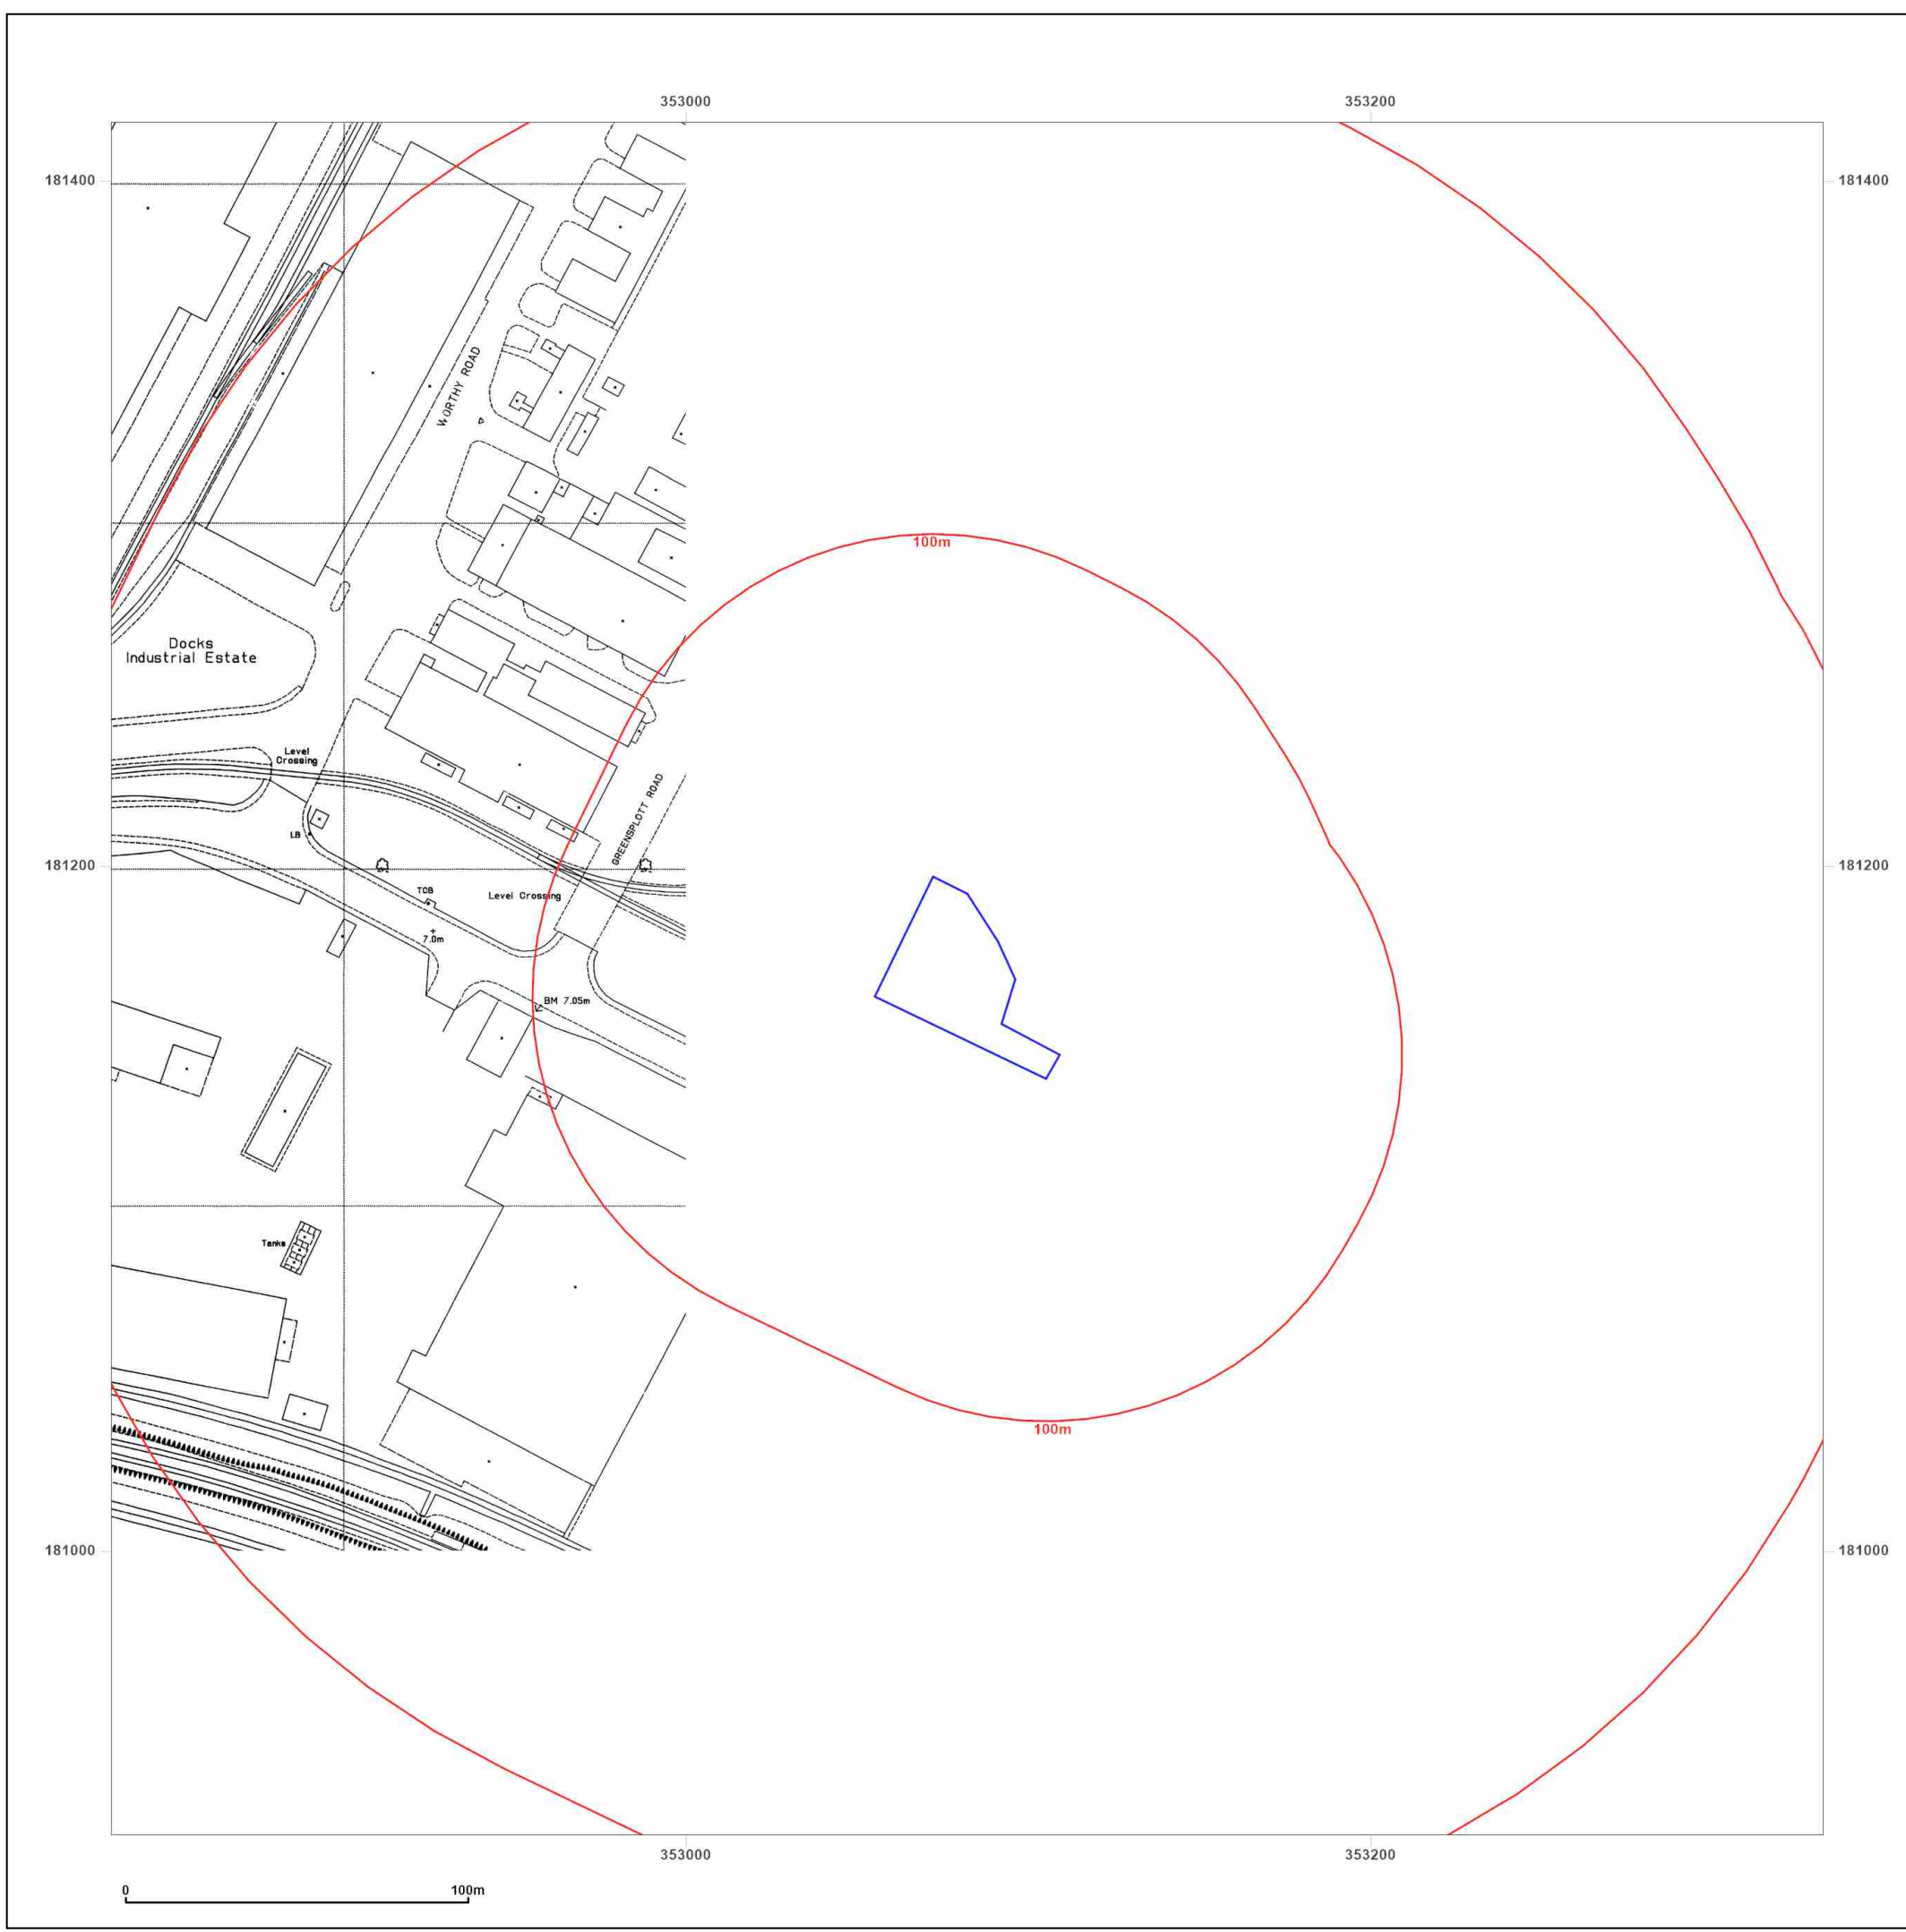 353000
353200
181400
181400
WORTHY ROAD
100m
Docks
Industrial Estate
Level
Crossing
GREENSPLOTT ROAD
LB
181200
181200
TCB
Level Crossing
7.0m
BM 7.05m
Tanks
100m
181000
181000
353000
353200
0
100m